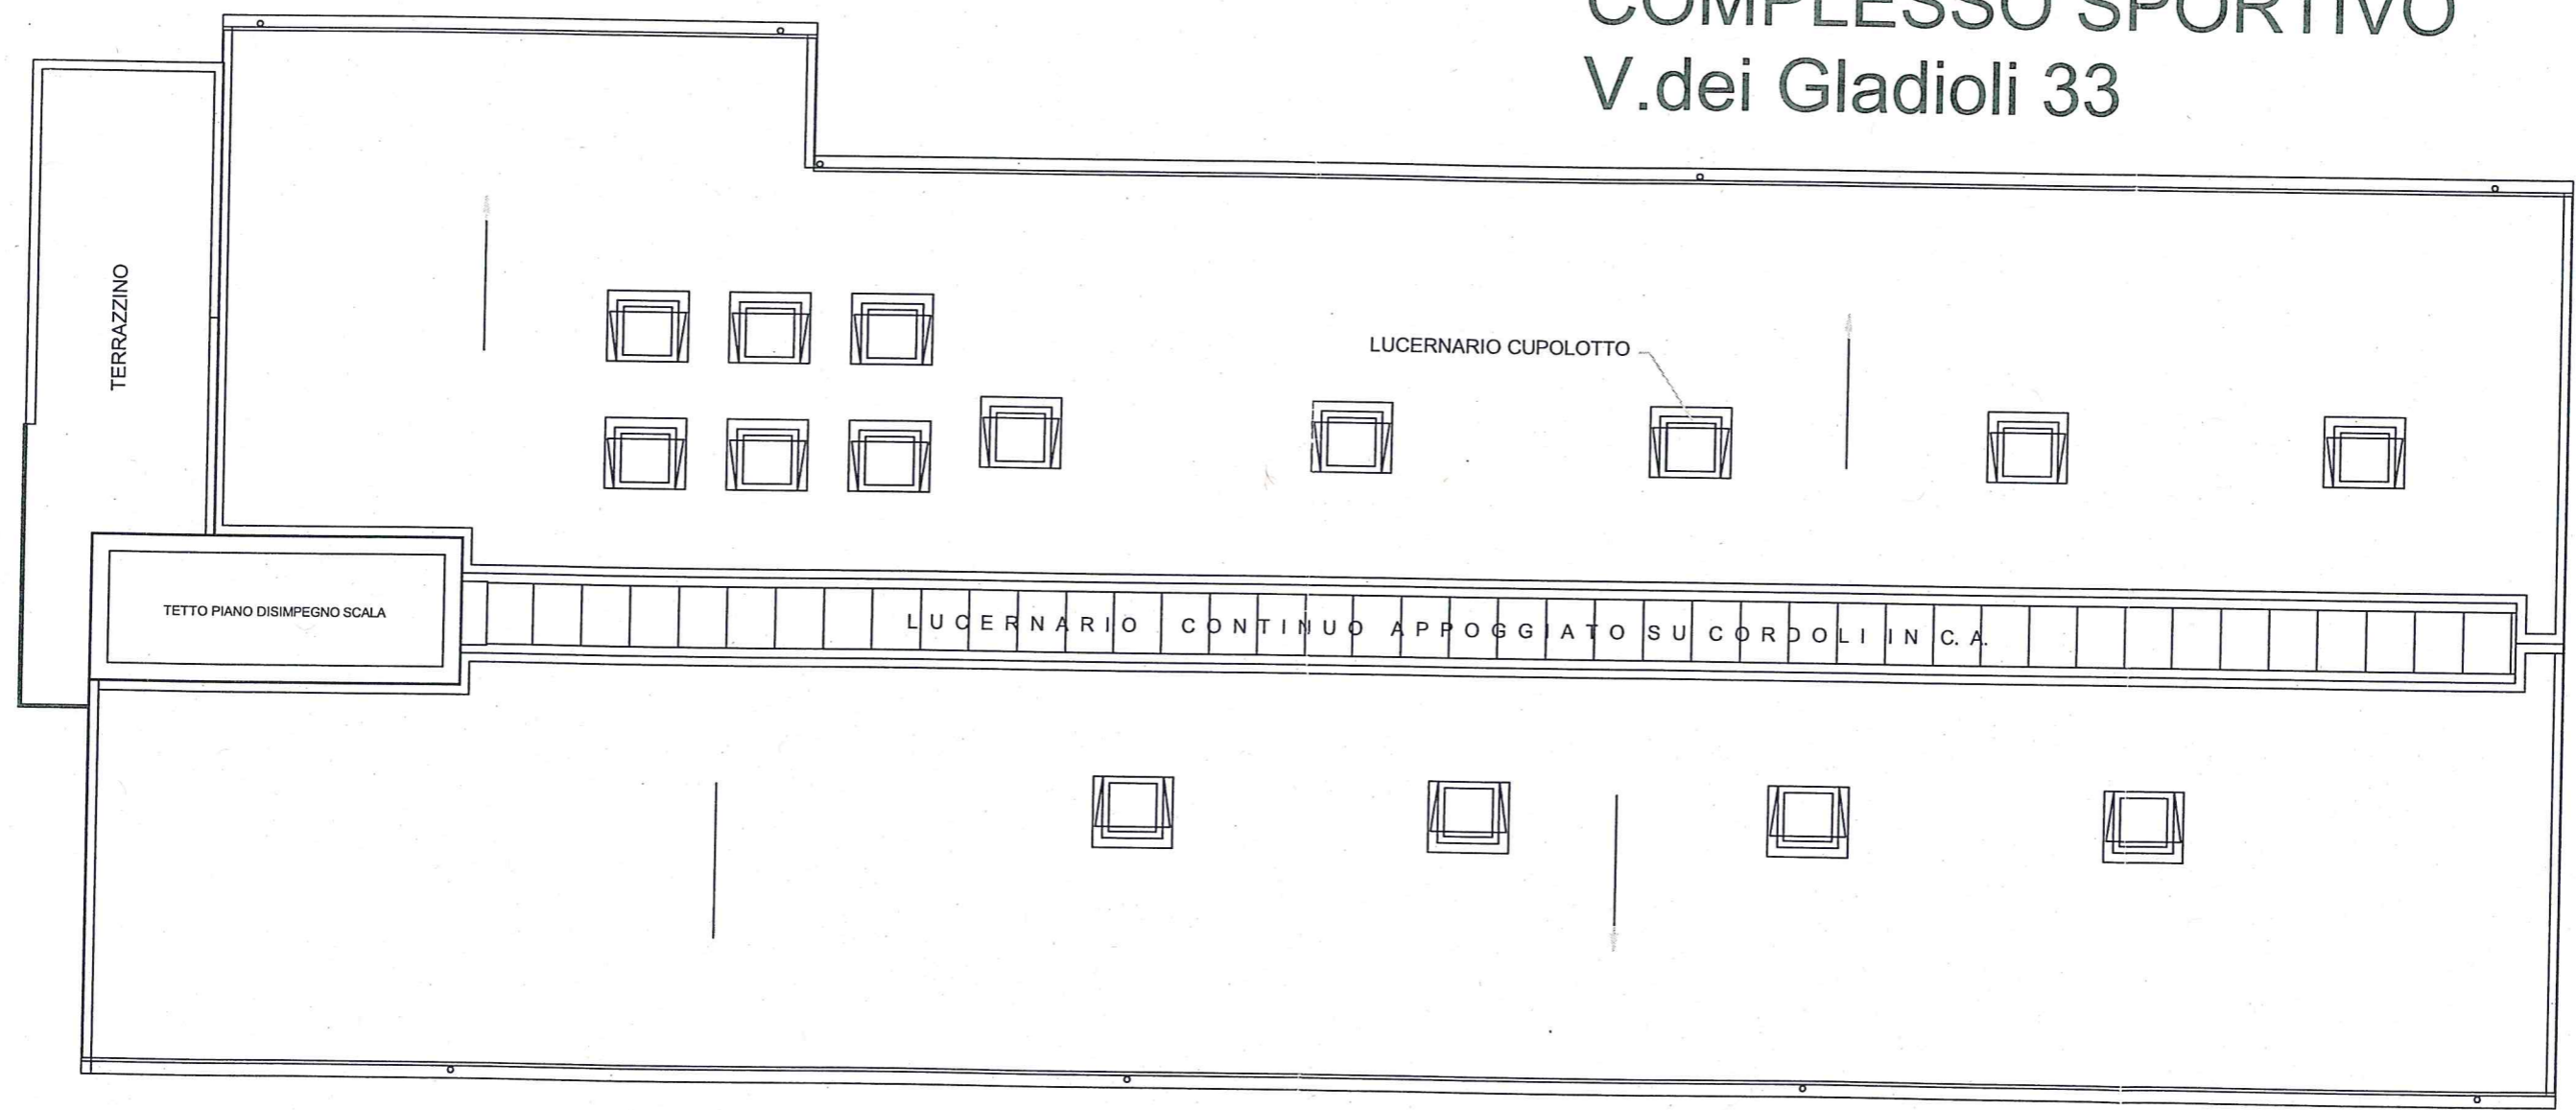 COMPLESSO SPORTIVO
V.dei Gladioli 33
TERRAZZINO
LUCERNARIO CUPOLOTTO
TETTO PIANO DISIMPEGNO SCALA
LUCERNARIO CONTINUO APPOGGIATO SU CORDOLI IN C.A.